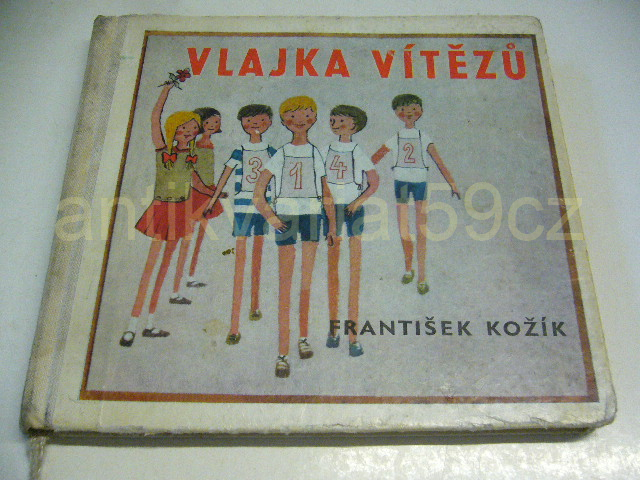 VLAJKA VÍTĚZŮ
3 1 4 2
antikvariat59cz
FRANTIŠEK KOŽÍK